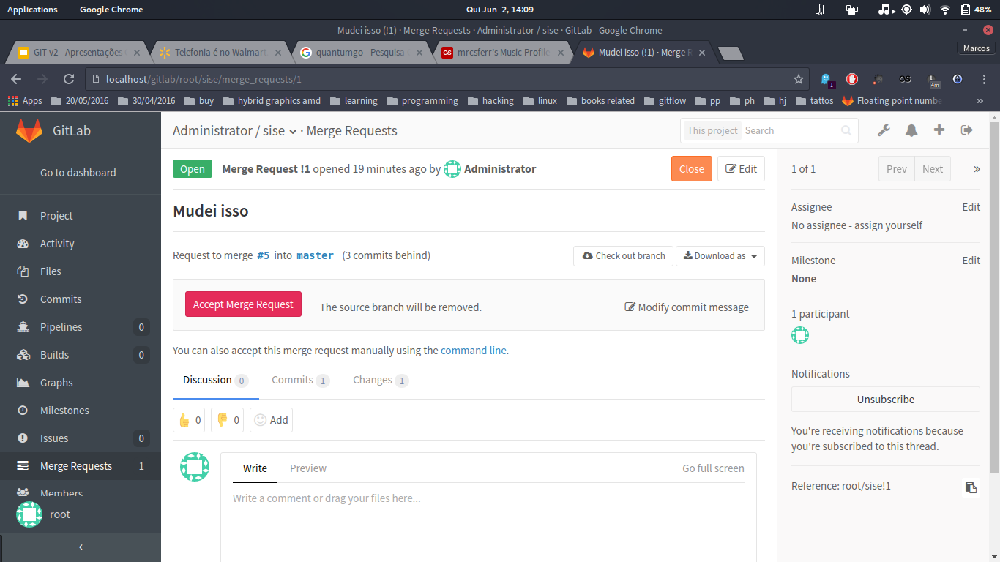 Applications Google Chrome Qui Jun 2, 14:09 48%
Mudei isso (!1) · Merge Requests · Administrator / sise · GitLab - Google Chrome
GIT v2 - Apresentações Telefonia é no Walmart quantumgo - Pesquisa mrcsferr's Music Profile Mudei isso (!1) · Merge R Marcos
localhost/gitlab/root/sise/merge_requests/1 1 4m
Apps 20/05/2016 30/04/2016 buy hybrid graphics amd learning programming hacking linux books related gitflow pp ph hj tattos Floating point numbe »
GitLab
Administrator / sise · Merge Requests
This project Search
Go to dashboard
Project
Activity
Files
Commits
Pipelines 0
Builds 0
Graphs
Milestones
Issues 0
Merge Requests 1
Members
root
Open Merge Request !1 opened 19 minutes ago by Administrator Close Edit
Mudei isso
Request to merge #5 into master (3 commits behind) Check out branch Download as
Accept Merge Request The source branch will be removed. Modify commit message
You can also accept this merge request manually using the command line.
Discussion 0 Commits 1 Changes 1
0 0 Add
Write Preview Go full screen
Write a comment or drag your files here...
1 of 1 Prev Next »
Assignee Edit
No assignee - assign yourself
Milestone Edit
None
1 participant
Notifications
Unsubscribe
You're receiving notifications because
you're subscribed to this thread.
Reference: root/sise!1